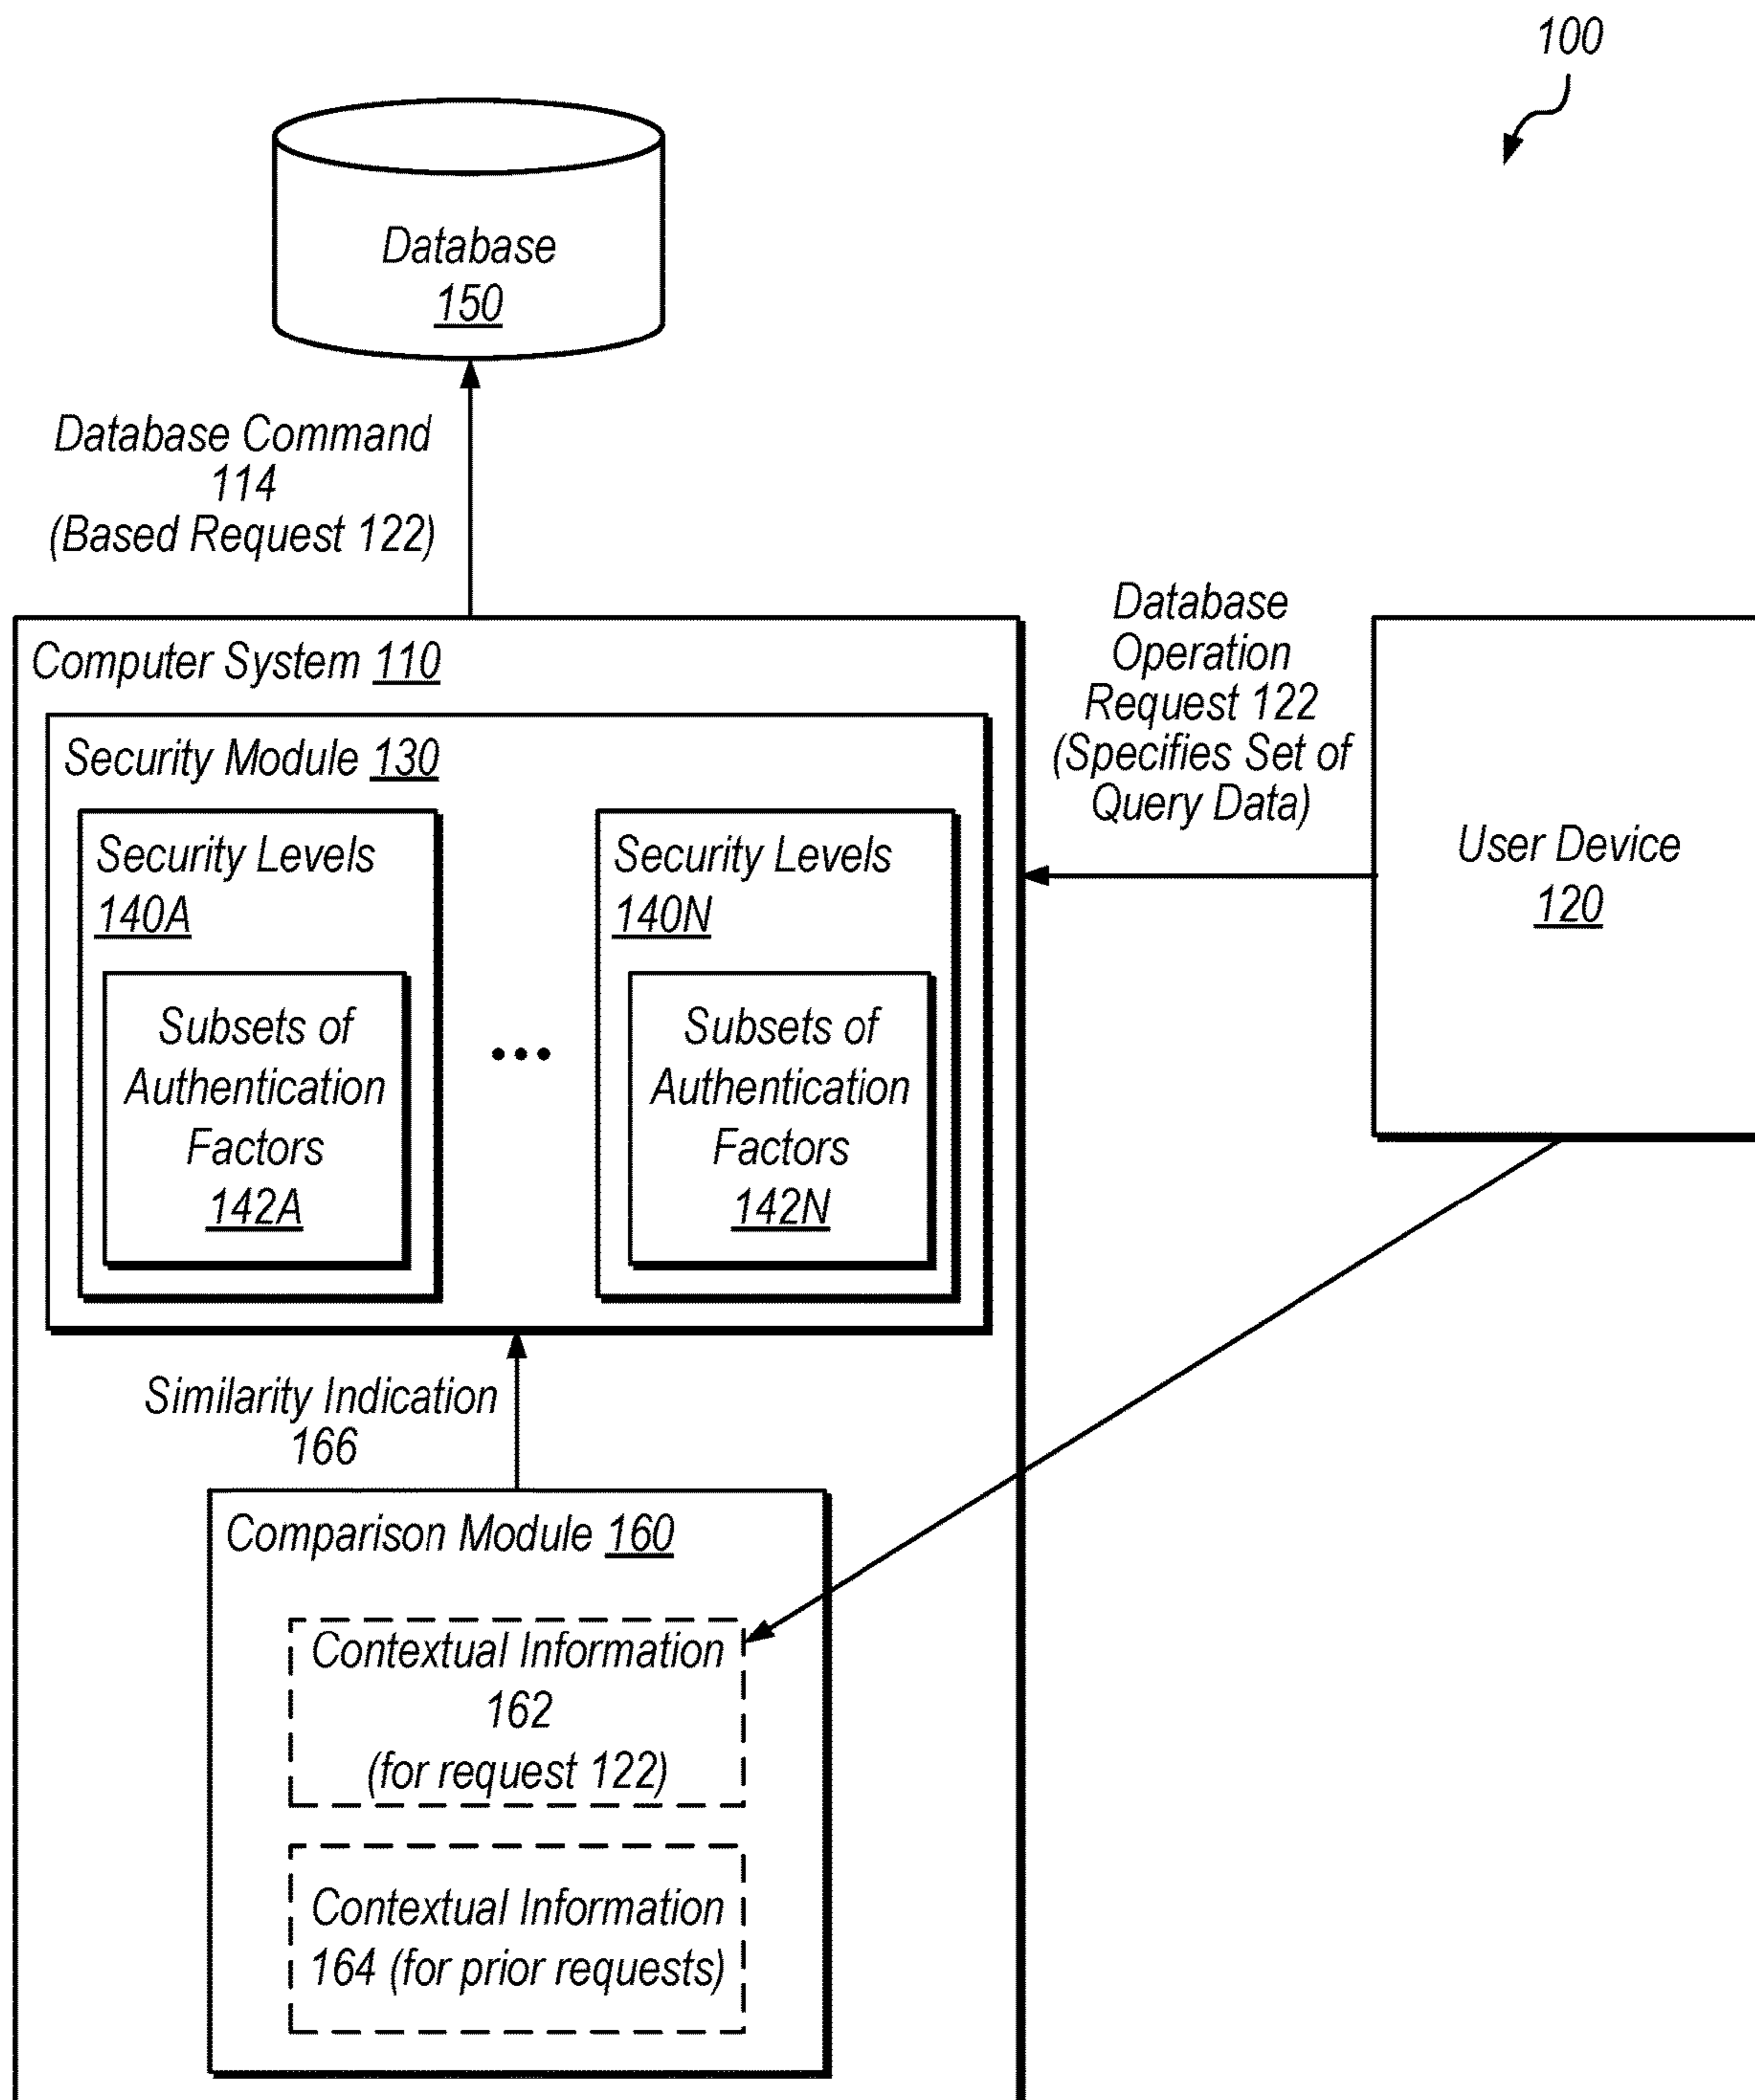 100
Database
150
Database Command
114
(Based Request 122)
Computer System 110
Security Module 130
Security Levels
140A
Subsets of
Authentication
Factors
142A
•••
Security Levels
140N
Subsets of
Authentication
Factors
142N
Database
Operation
Request 122
(Specifies Set of
Query Data)
User Device
120
Similarity Indication
166
Comparison Module 160
Contextual Information
162
(for request 122)
Contextual Information
164 (for prior requests)